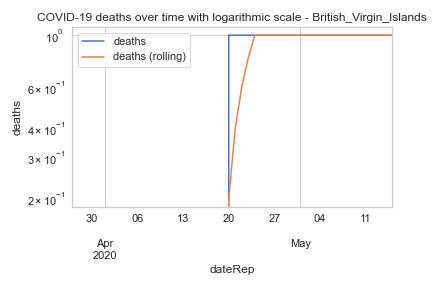 COVID-19 deaths over time with logarithmic scale - British_Virgin_Islands
10⁰
6 × 10⁻¹
4 × 10⁻¹
3 × 10⁻¹
2 × 10⁻¹
deaths
deaths
deaths (rolling)
30 06 13 20 27 04 11
Apr May
2020
dateRep